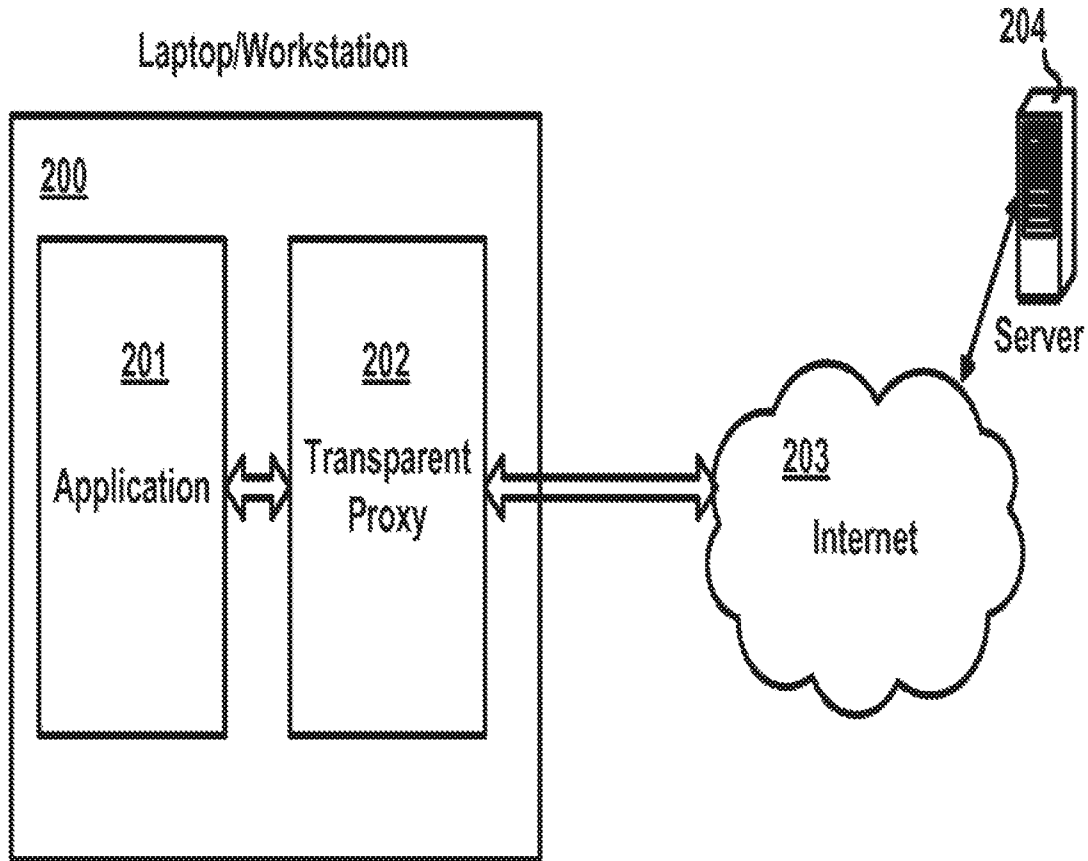 Laptop/Workstation
204
200
201
202
Application
Transparent
Proxy
203
Internet
Server